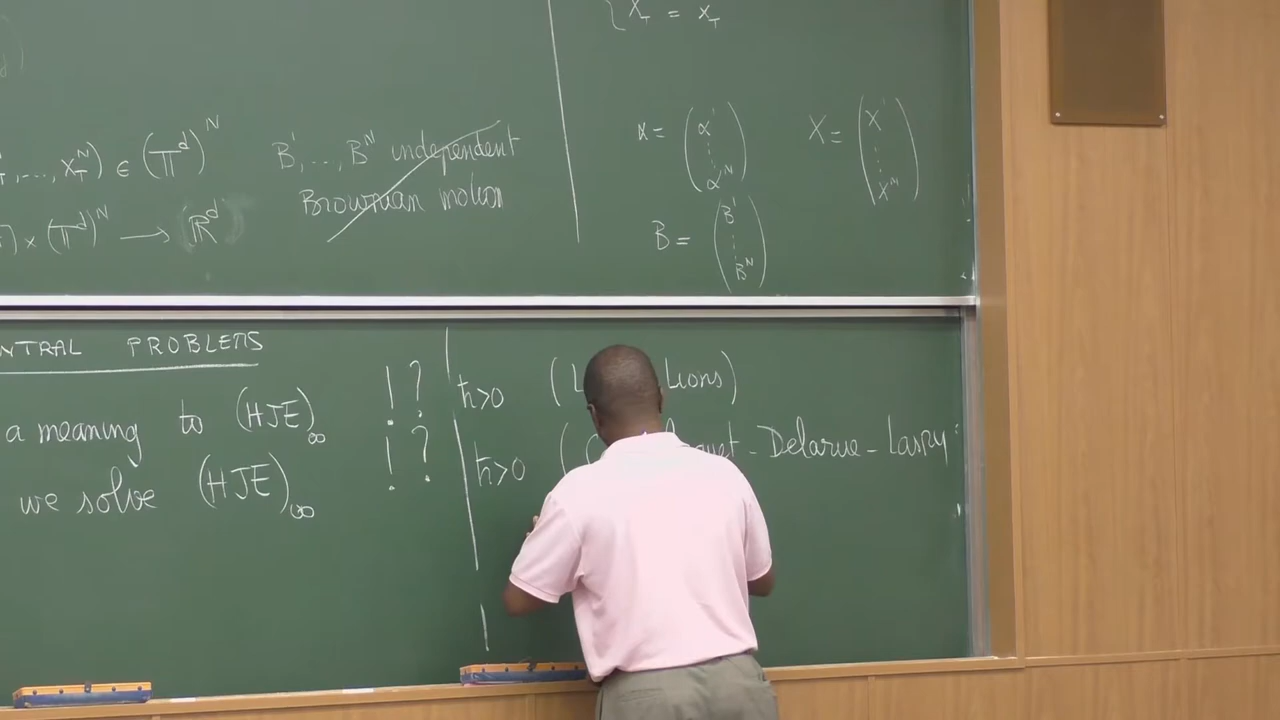 X_T = x_T
,..., x_T^N) ∈ (𝕋^d)^N
B^1, ..., B^N independent
Brownian motion
] × (𝕋^d)^N → ℝ^d
α = (α^1 ⋮ α^N)
X = (X^1 ⋮ X^N)
B = (B^1 ⋮ B^N)
NTRAL PROBLEMS
a meaning to (HJE)_∞ !?
we solve (HJE)_∞ !?
ħ>0 (L Lions)
ħ>0 ( - Delarue - Lasry